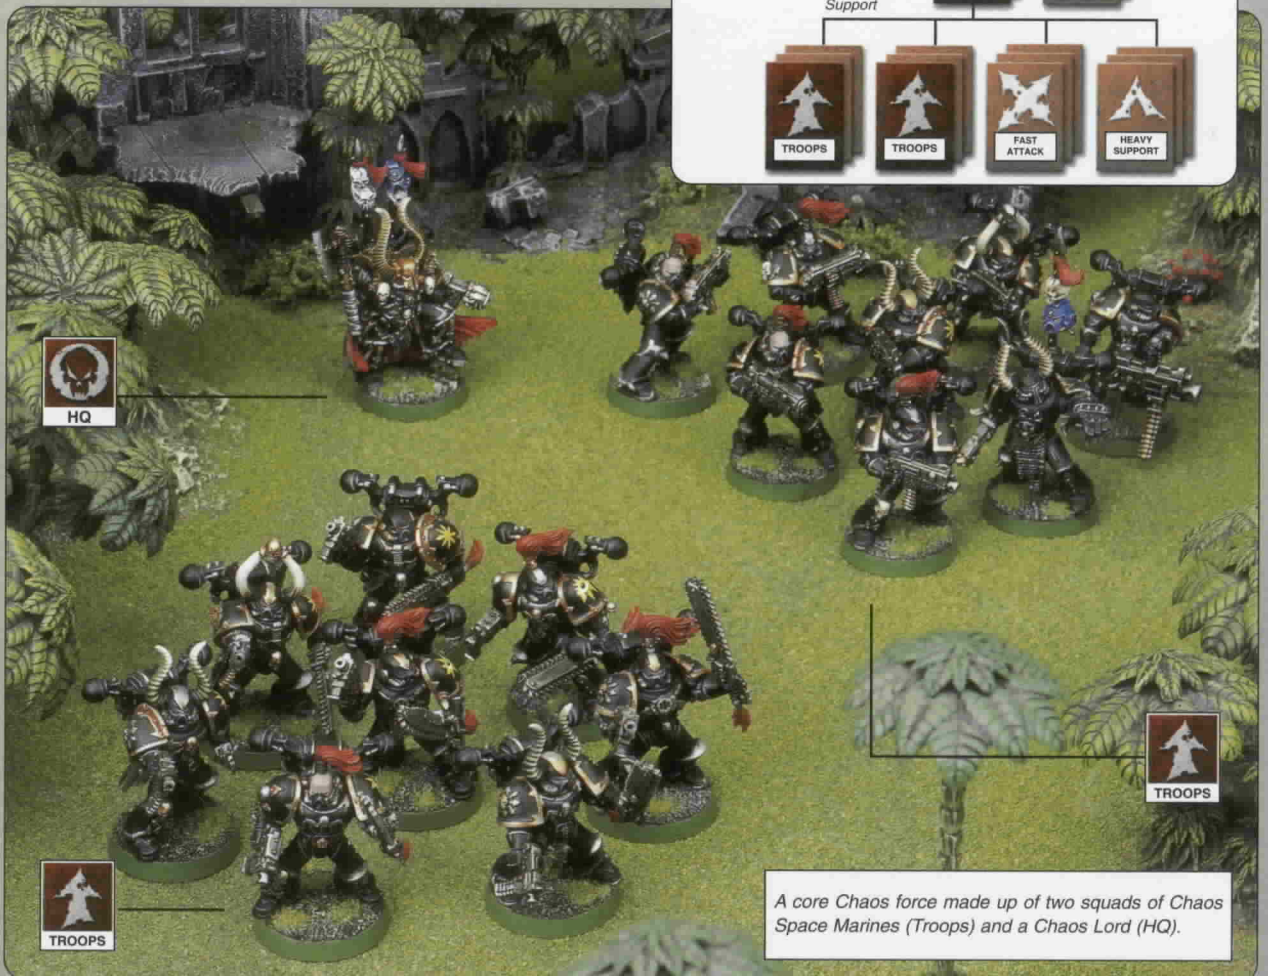 Support
TROOPS
TROOPS
FAST
ATTACK
HEAVY
SUPPORT
HQ
TROOPS
TROOPS
A core Chaos force made up of two squads of Chaos
Space Marines (Troops) and a Chaos Lord (HQ).